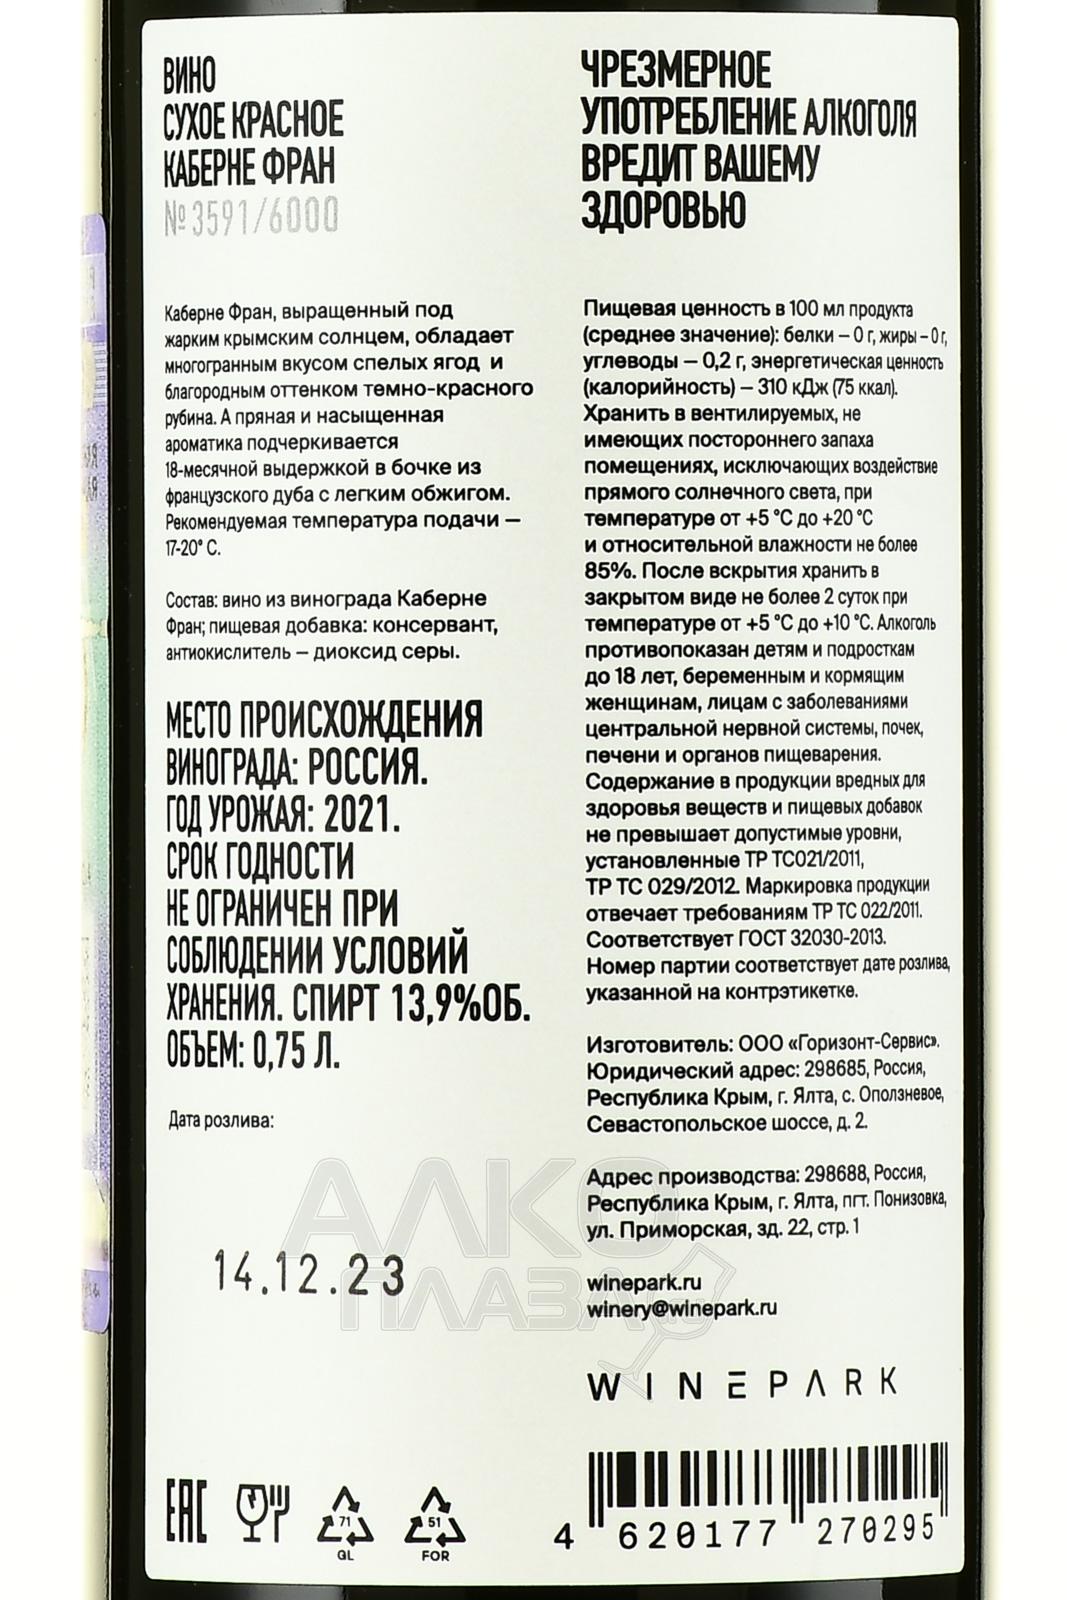 ВИНО
СУХОЕ КРАСНОЕ
КАБЕРНЕ ФРАН
№3591/6000
Каберне Фран, выращенный под
жарким крымским солнцем, обладает
многогранным вкусом спелых ягод и
благородным оттенком темно-красного
рубина. А пряная и насыщенная
ароматика подчеркивается
18-месячной выдержкой в бочке из
французского дуба с легким обжигом.
Рекомендуемая температура подачи –
17-20° С.
Состав: вино из винограда Каберне
Фран; пищевая добавка: консервант,
антиокислитель – диоксид серы.
МЕСТО ПРОИСХОЖДЕНИЯ
ВИНОГРАДА: РОССИЯ.
ГОД УРОЖАЯ: 2021.
СРОК ГОДНОСТИ
НЕ ОГРАНИЧЕН ПРИ
СОБЛЮДЕНИИ УСЛОВИЙ
ХРАНЕНИЯ. СПИРТ 13,9%ОБ.
ОБЪЕМ: 0,75 Л.
Дата розлива:
14.12.23
ЧРЕЗМЕРНОЕ
УПОТРЕБЛЕНИЕ АЛКОГОЛЯ
ВРЕДИТ ВАШЕМУ
ЗДОРОВЬЮ
Пищевая ценность в 100 мл продукта
(среднее значение): белки – 0 г, жиры – 0 г,
углеводы – 0,2 г, энергетическая ценность
(калорийность) – 310 кДж (75 ккал).
Хранить в вентилируемых, не
имеющих постороннего запаха
помещениях, исключающих воздействие
прямого солнечного света, при
температуре от +5 °С до +20 °С
и относительной влажности не более
85%. После вскрытия хранить в
закрытом виде не более 2 суток при
температуре от +5 °С до +10 °С. Алкоголь
противопоказан детям и подросткам
до 18 лет, беременным и кормящим
женщинам, лицам с заболеваниями
центральной нервной системы, почек,
печени и органов пищеварения.
Содержание в продукции вредных для
здоровья веществ и пищевых добавок
не превышает допустимые уровни,
установленные ТР ТС021/2011,
ТР ТС 029/2012. Маркировка продукции
отвечает требованиям ТР ТС 022/2011.
Соответствует ГОСТ 32030-2013.
Номер партии соответствует дате розлива,
указанной на контрэтикетке.
Изготовитель: ООО «Горизонт-Сервис».
Юридический адрес: 298685, Россия,
Республика Крым, г. Ялта, с. Оползневое,
Севастопольское шоссе, д. 2.
Адрес производства: 298688, Россия,
Республика Крым, г. Ялта, пгт. Понизовка,
ул. Приморская, зд. 22, стр. 1
winepark.ru
winery@winepark.ru
WINEPARK
АЛКО
ПЛАЗА.RU
EAC
71
GL
51
FOR
4 620177 270295